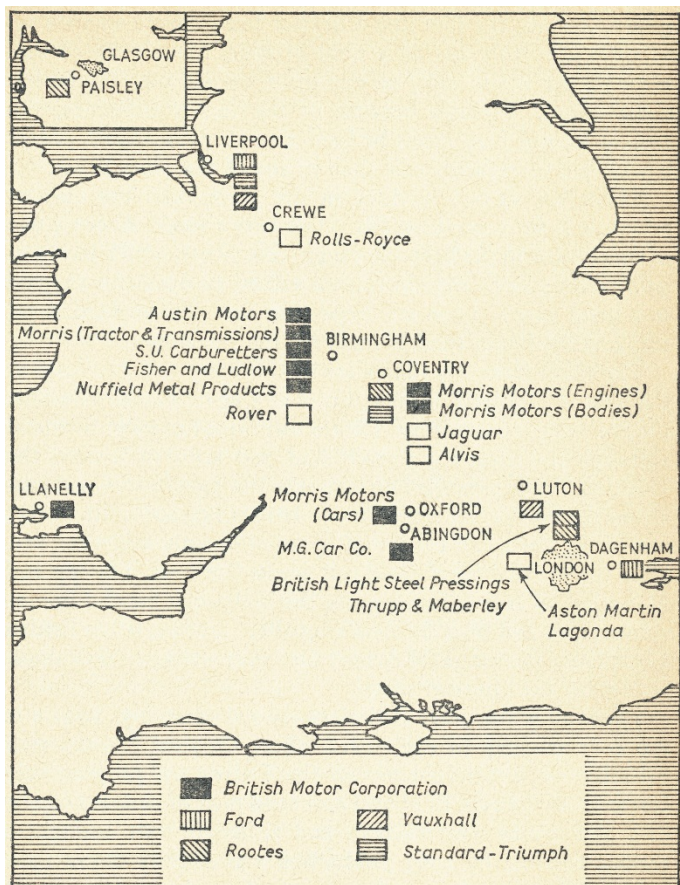 GLASGOW
PAISLEY
LIVERPOOL
CREWE
Rolls-Royce
Austin Motors
Morris (Tractor & Transmissions)
S.U. Carburetters
Fisher and Ludlow
Nuffield Metal Products
Rover
BIRMINGHAM
COVENTRY
Morris Motors (Engines)
Morris Motors (Bodies)
Jaguar
Alvis
LLANELLY
Morris Motors
(Cars)
OXFORD
ABINGDON
M.G. Car Co.
LUTON
DAGENHAM
LONDON
British Light Steel Pressings
Thrupp & Maberley
Aston Martin
Lagonda
British Motor Corporation
Ford
Vauxhall
Rootes
Standard-Triumph